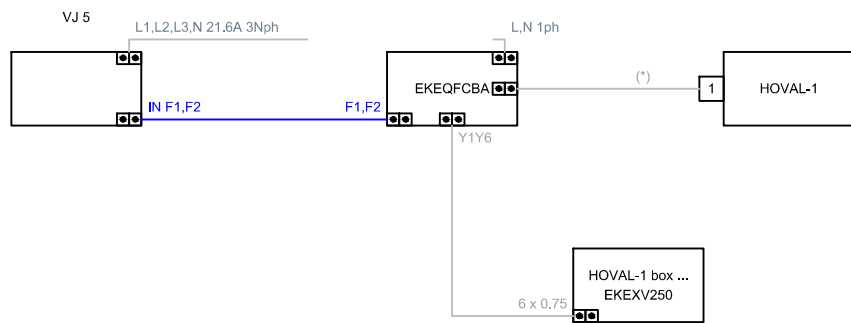 VJ 5
L1,L2,L3,N 21.6A 3Nph
L,N 1ph
EKEQFCBA
(*)
1
HOVAL-1
IN F1,F2
F1,F2
Y1Y6
HOVAL-1 box ...
EKEXV250
6 x 0.75